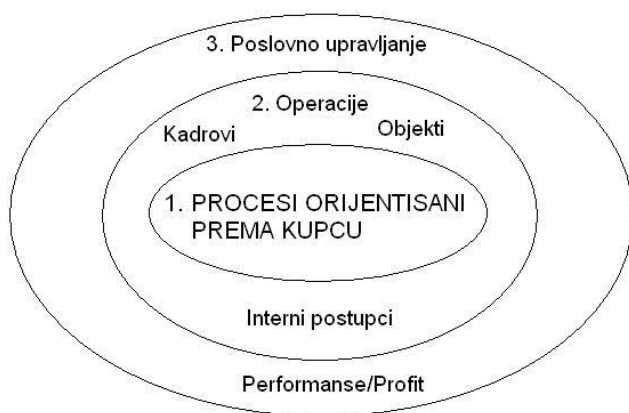 3. Poslovno upravljanje
2. Operacije
Kadrovi
Objekti
1. PROCESI ORIJENTISANI
PREMA KUPCU
Interni postupci
Performanse/Profit